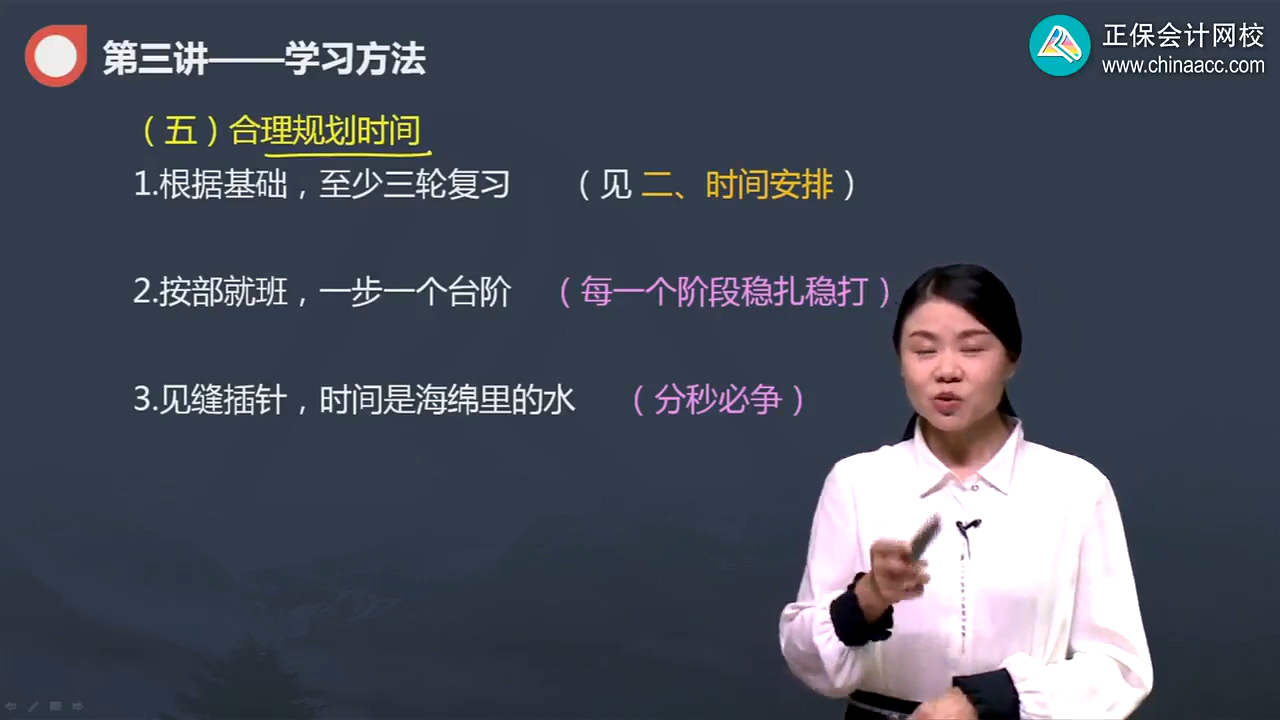 第三讲——学习方法
正保会计网校
www.chinaacc.com
（五）合理规划时间
1.根据基础，至少三轮复习 （见 二、时间安排）
2.按部就班，一步一个台阶 （每一个阶段稳扎稳打）
3.见缝插针，时间是海绵里的水 （分秒必争）